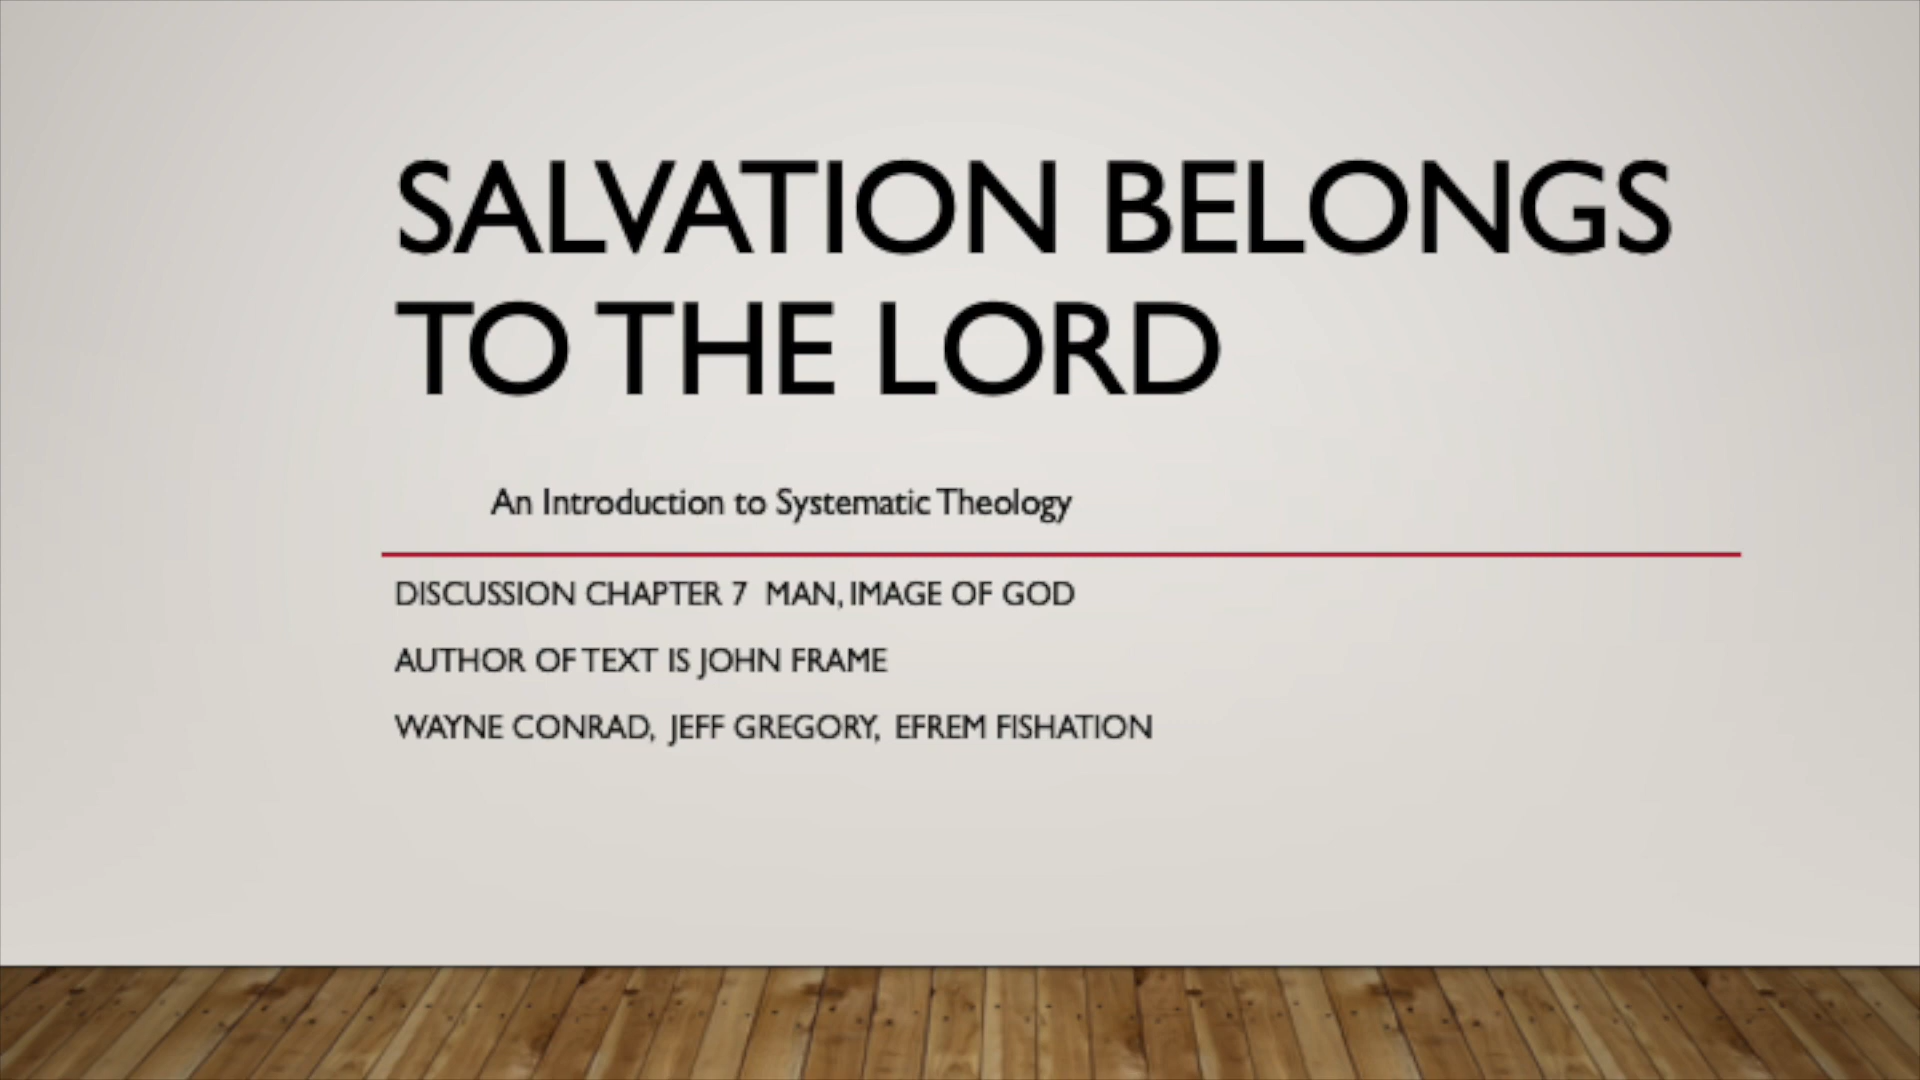 SALVATION BELONGS
TO THE LORD
An Introduction to Systematic Theology
DISCUSSION CHAPTER 7 MAN, IMAGE OF GOD
AUTHOR OF TEXT IS JOHN FRAME
WAYNE CONRAD, JEFF GREGORY, EFREM FISHATION